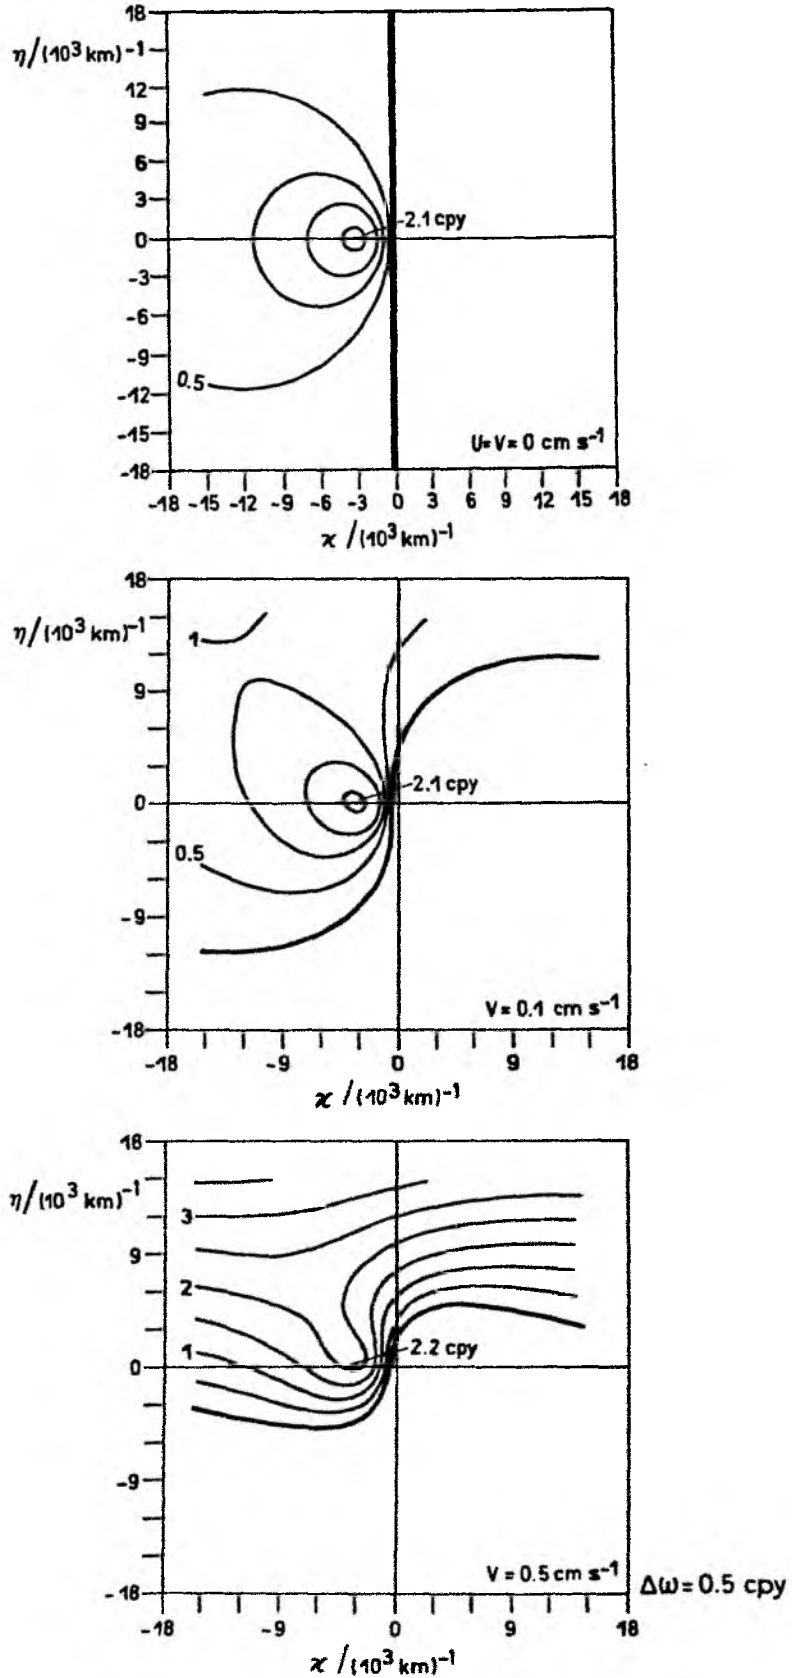 18
η/(10³ km)⁻¹
12
9
6
3
0
-3
-6
-9
-12
-15
-18
2.1 cpy
0.5
U=V=0 cm s⁻¹
-18 -15 -12 -9 -6 -3 0 3 6 9 12 15 18
ϰ /(10³ km)⁻¹
18
η/(10³ km)⁻¹
1
9
2.1 cpy
0
0.5
-9
V=0.1 cm s⁻¹
-18
-18 -9 0 9 18
ϰ /(10³ km)⁻¹
18
η/(10³ km)⁻¹
3
9
2
1
2.2 cpy
0
-9
V=0.5 cm s⁻¹
-18
Δω=0.5 cpy
-18 -9 0 9 18
ϰ /(10³ km)⁻¹